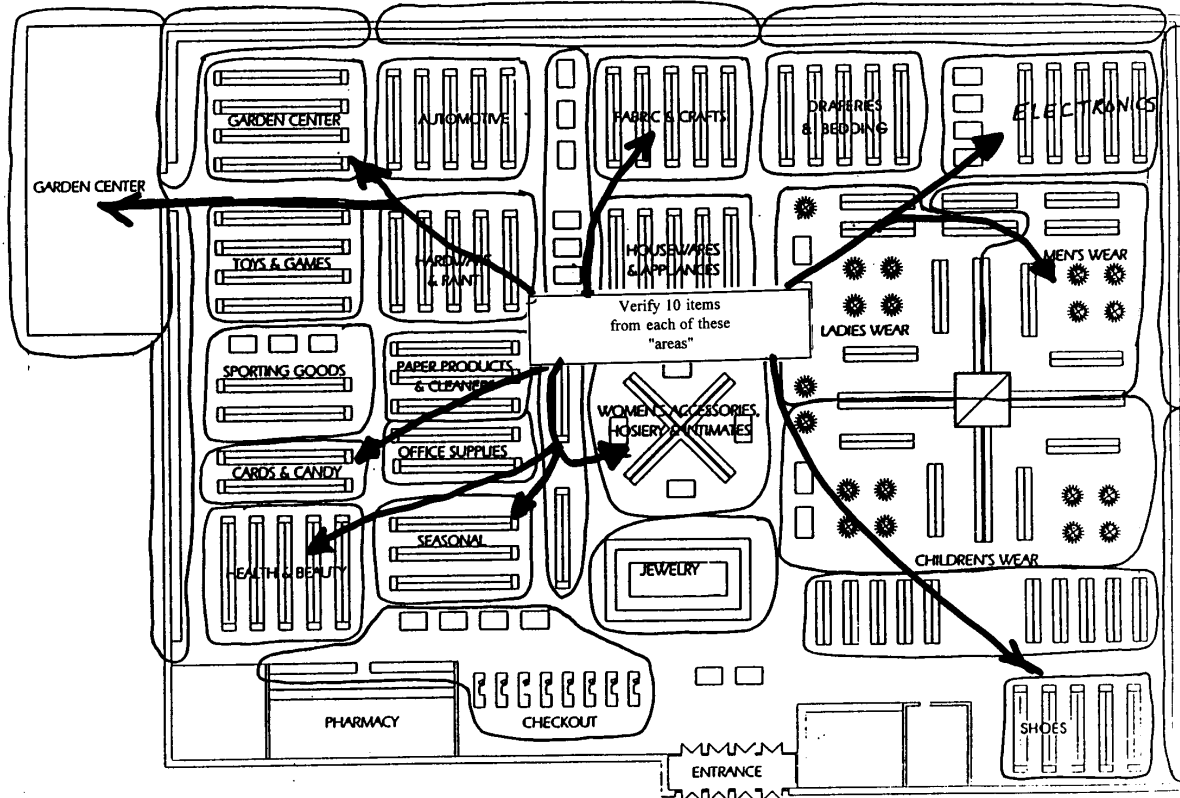 GARDEN CENTER
AUTOMOTIVE
FABRIC & CRAFTS
DRAPERIES
& BEDDING
ELECTRONICS
GARDEN CENTER
TOYS & GAMES
HARDWARE
& PAINT
HOUSEWARES
& APPLIANCES
MEN'S WEAR
Verify 10 items
from each of these
"areas"
LADIES WEAR
SPORTING GOODS
PAPER PRODUCTS
& CLEANERS
WOMEN'S ACCESSORIES,
HOSIERY & INTIMATES
OFFICE SUPPLIES
CARDS & CANDY
SEASONAL
HEALTH & BEAUTY
JEWELRY
CHILDREN'S WEAR
PHARMACY
CHECKOUT
SHOES
ENTRANCE